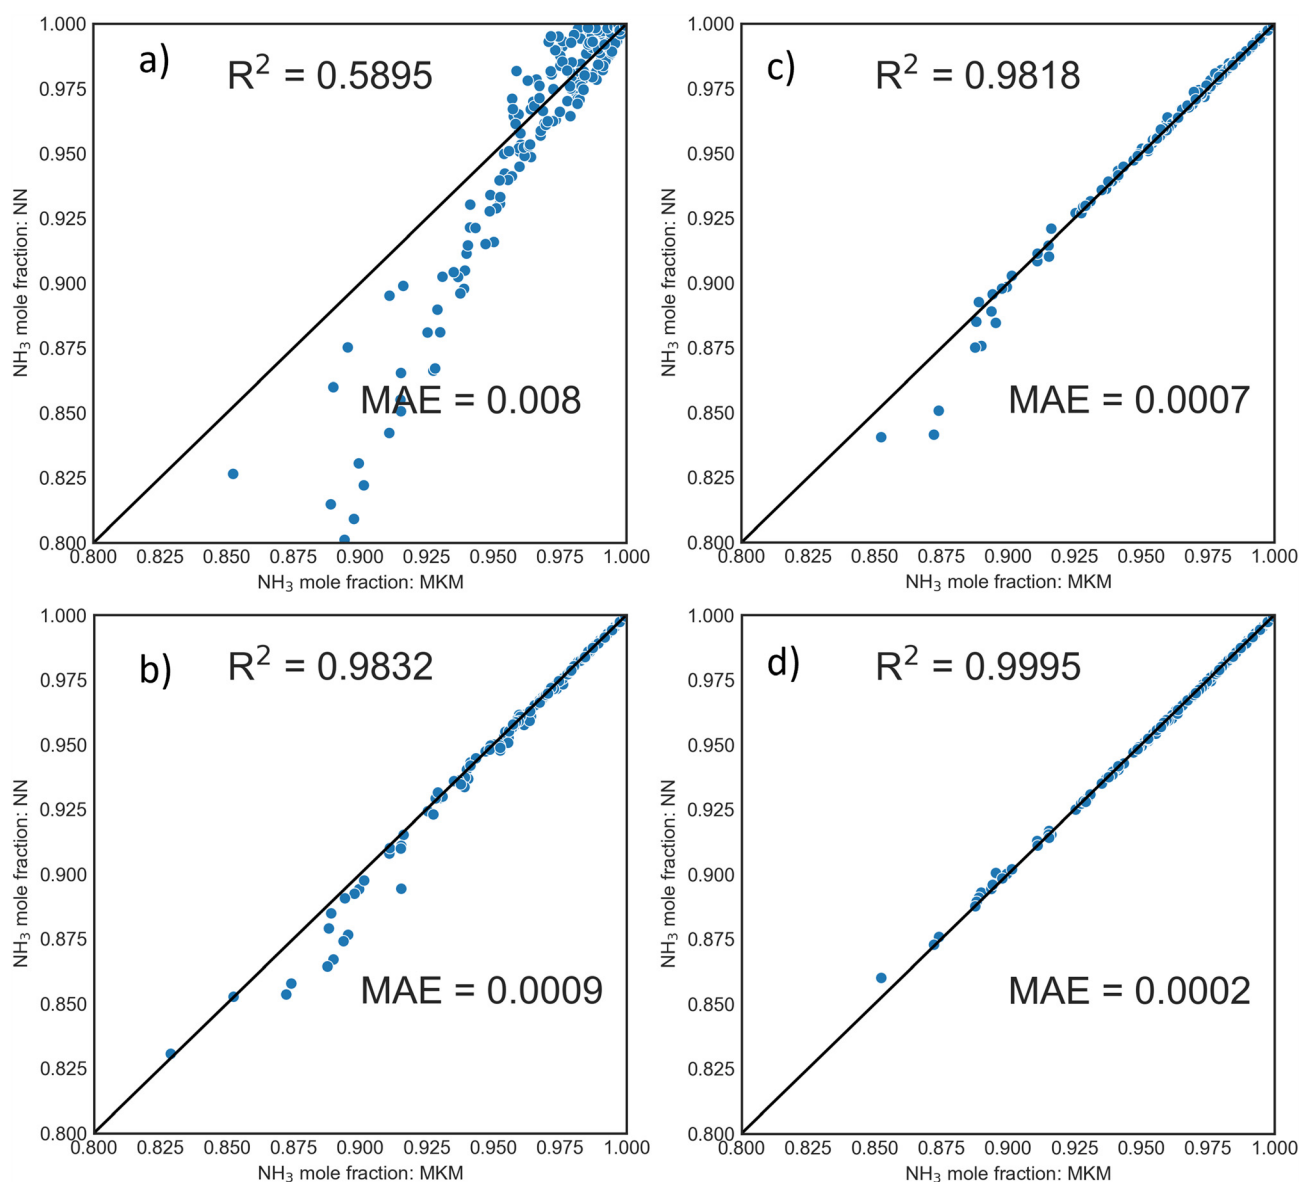 a)
R² = 0.5895
MAE = 0.008
1.000
0.975
0.950
0.925
0.900
0.875
0.850
0.825
0.800
NH₃ mole fraction: NN
0.800 0.825 0.850 0.875 0.900 0.925 0.950 0.975 1.000
NH₃ mole fraction: MKM
c)
R² = 0.9818
MAE = 0.0007
1.000
0.975
0.950
0.925
0.900
0.875
0.850
0.825
0.800
NH₃ mole fraction: NN
0.800 0.825 0.850 0.875 0.900 0.925 0.950 0.975 1.000
NH₃ mole fraction: MKM
b)
R² = 0.9832
MAE = 0.0009
1.000
0.975
0.950
0.925
0.900
0.875
0.850
0.825
0.800
NH₃ mole fraction: NN
0.800 0.825 0.850 0.875 0.900 0.925 0.950 0.975 1.000
NH₃ mole fraction: MKM
d)
R² = 0.9995
MAE = 0.0002
1.000
0.975
0.950
0.925
0.900
0.875
0.850
0.825
0.800
NH₃ mole fraction: NN
0.800 0.825 0.850 0.875 0.900 0.925 0.950 0.975 1.000
NH₃ mole fraction: MKM